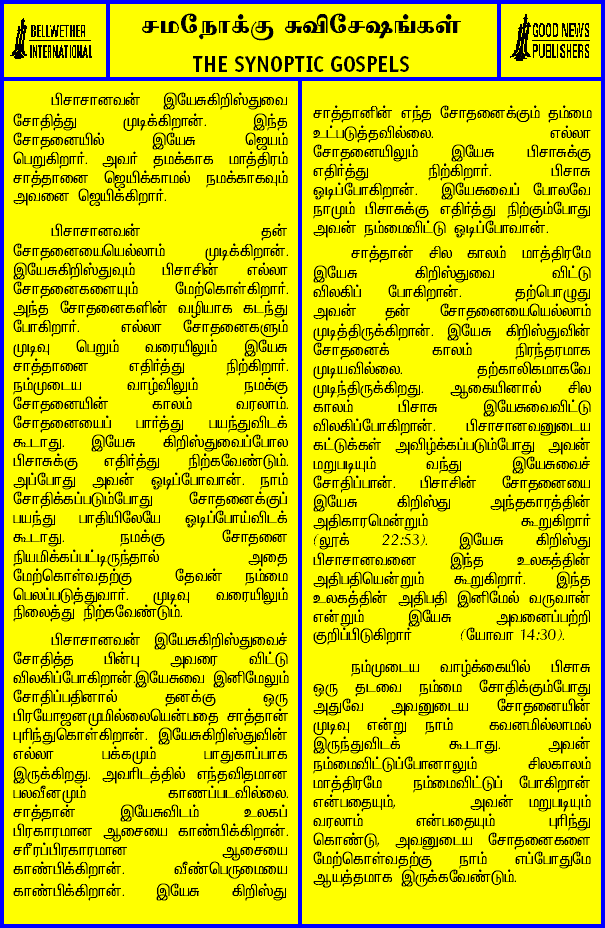 BELLWETHER
INTERNATIONAL
சமநோக்கு சுவிசேஷங்கள்
THE SYNOPTIC GOSPELS
GOOD NEWS
PUBLISHERS
பிசாசானவன் இயேசுகிறிஸ்துவை
சோதித்து முடிக்கிறான். இந்த
சோதனையில் இயேசு ஜெயம்
பெறுகிறார். அவர் தமக்காக மாத்திரம்
சாத்தானை ஜெயிக்காமல் நமக்காகவும்
அவனை ஜெயிக்கிறார்.
பிசாசானவன் தன்
சோதனையையெல்லாம் முடிக்கிறான்.
இயேசுகிறிஸ்துவும் பிசாசின் எல்லா
சோதனைகளையும் மேற்கொள்கிறார்.
அந்த சோதனைகளின் வழியாக கடந்து
போகிறார். எல்லா சோதனைகளும்
முடிவு பெறும் வரையிலும் இயேசு
சாத்தானை எதிர்த்து நிற்கிறார்.
நம்முடைய வாழ்விலும் நமக்கு
சோதனையின் காலம் வரலாம்.
சோதனையைப் பார்த்து பயந்துவிடக்
கூடாது. இயேசு கிறிஸ்துவைப்போல
பிசாசுக்கு எதிர்த்து நிற்கவேண்டும்.
அப்போது அவன் ஓடிப்போவான். நாம்
சோதிக்கப்படும்போது சோதனைக்குப்
பயந்து பாதியிலேயே ஓடிப்போய்விடக்
கூடாது. நமக்கு சோதனை
நியமிக்கப்பட்டிருந்தால் அதை
மேற்கொள்வதற்கு தேவன் நம்மை
பெலப்படுத்துவார். முடிவு வரையிலும்
நிலைத்து நிற்கவேண்டும்.
பிசாசானவன் இயேசுகிறிஸ்துவைச்
சோதித்த பின்பு அவரை விட்டு
விலகிப்போகிறான்.இயேசுவை இனிமேலும்
சோதிப்பதினால் தனக்கு ஒரு
பிரயோஜனமுமில்லையென்பதை சாத்தான்
புரிந்துகொள்கிறான். இயேசுகிறிஸ்துவின்
எல்லா பக்கமும் பாதுகாப்பாக
இருக்கிறது. அவரிடத்தில் எந்தவிதமான
பலவீனமும் காணப்படவில்லை.
சாத்தான் இயேசுவிடம் உலகப்
பிரகாரமான ஆசையை காண்பிக்கிறான்.
சரீரப்பிரகாரமான ஆசையை
காண்பிக்கிறான். வீண்பெருமையை
காண்பிக்கிறான். இயேசு கிறிஸ்து
சாத்தானின் எந்த சோதனைக்கும் தம்மை
உட்படுத்தவில்லை. எல்லா
சோதனையிலும் இயேசு பிசாசுக்கு
எதிர்த்து நிற்கிறார். பிசாசு
ஓடிப்போகிறான். இயேசுவைப் போலவே
நாமும் பிசாசுக்கு எதிர்த்து நிற்கும்போது
அவன் நம்மைவிட்டு ஓடிப்போவான்.
சாத்தான் சில காலம் மாத்திரமே
இயேசு கிறிஸ்துவை விட்டு
விலகிப் போகிறான். தற்பொழுது
அவன் தன் சோதனையையெல்லாம்
முடித்திருக்கிறான். இயேசு கிறிஸ்துவின்
சோதனைக் காலம் நிரந்தரமாக
முடியவில்லை. தற்காலிகமாகவே
முடிந்திருக்கிறது. ஆகையினால் சில
காலம் பிசாசு இயேசுவைவிட்டு
விலகிப்போகிறான். பிசாசானவனுடைய
கட்டுக்கள் அவிழ்க்கப்படும்போது அவன்
மறுபடியும் வந்து இயேசுவைச்
சோதிப்பான். பிசாசின் சோதனையை
இயேசு கிறிஸ்து அந்தகாரத்தின்
அதிகாரமென்றும் கூறுகிறார்
(லூக் 22:53). இயேசு கிறிஸ்து
பிசாசானவனை இந்த உலகத்தின்
அதிபதியென்றும் கூறுகிறார். இந்த
உலகத்தின் அதிபதி இனிமேல் வருவான்
என்றும் இயேசு அவனைப்பற்றி
குறிப்பிடுகிறார் (யோவா 14:30).
நம்முடைய வாழ்க்கையில் பிசாசு
ஒரு தடவை நம்மை சோதிக்கும்போது
அதுவே அவனுடைய சோதனையின்
முடிவு என்று நாம் கவனமில்லாமல்
இருந்துவிடக் கூடாது. அவன்
நம்மைவிட்டுப்போனாலும் சிலகாலம்
மாத்திரமே நம்மைவிட்டுப் போகிறான்
என்பதையும், அவன் மறுபடியும்
வரலாம் என்பதையும் புரிந்து
கொண்டு, அவனுடைய சோதனைகளை
மேற்கொள்வதற்கு நாம் எப்போதுமே
ஆயத்தமாக இருக்கவேண்டும்.